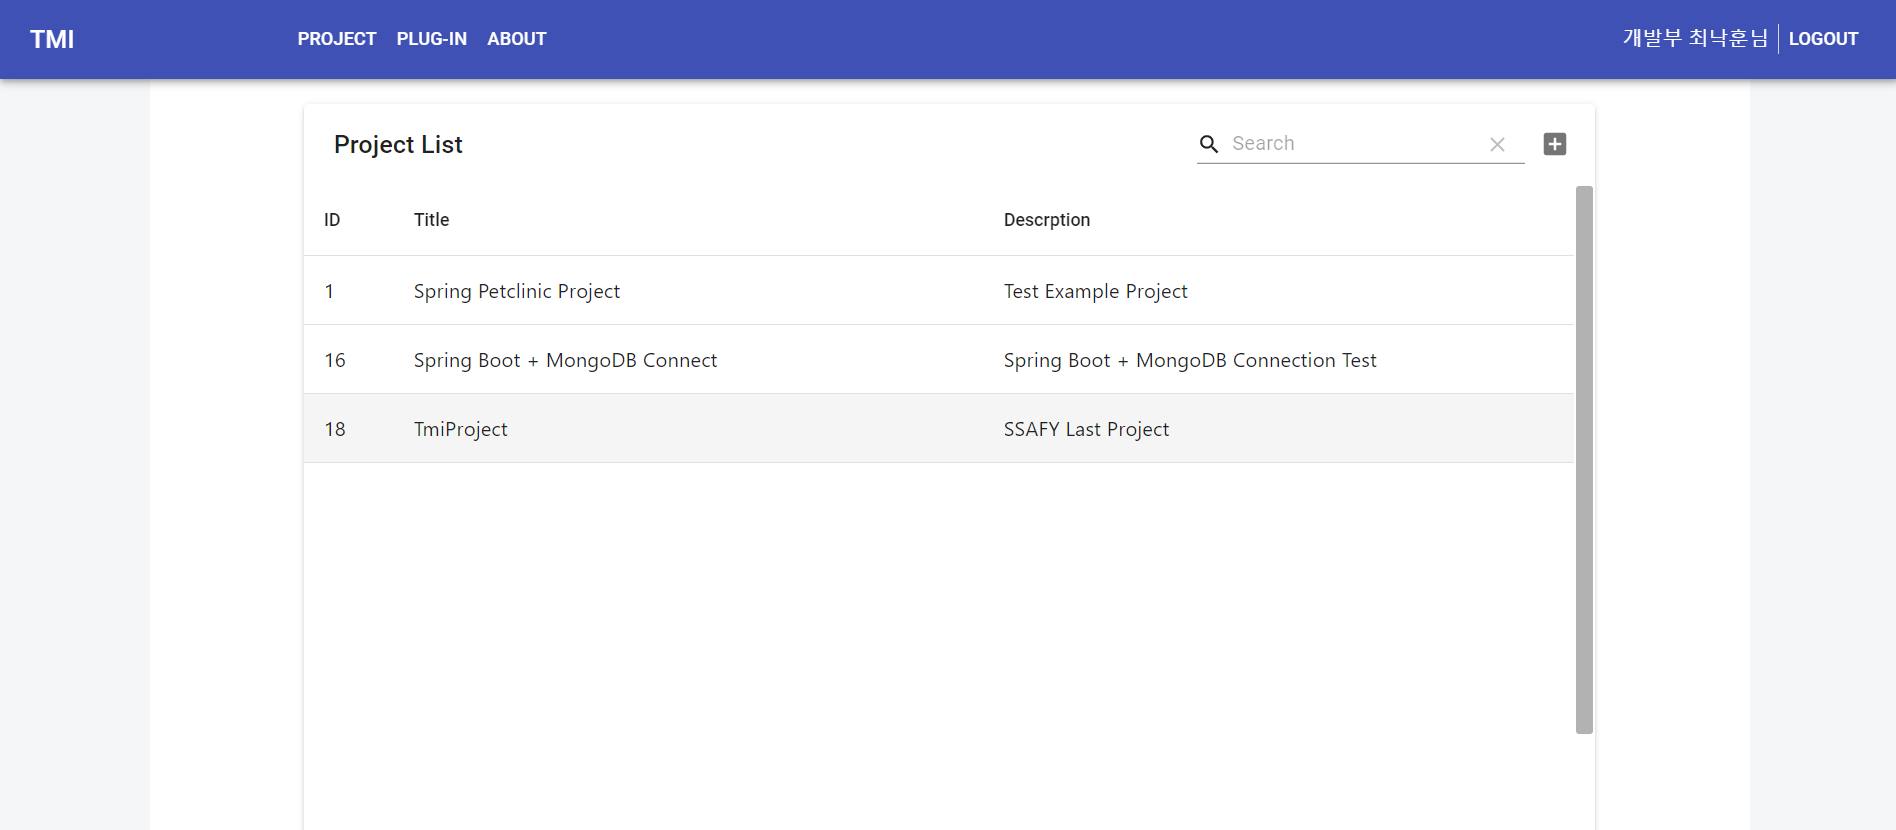 TMI PROJECT PLUG-IN ABOUT 개발부 최낙훈님 LOGOUT
Project List Search
ID Title Descrption
1 Spring Petclinic Project Test Example Project
16 Spring Boot + MongoDB Connect Spring Boot + MongoDB Connection Test
18 TmiProject SSAFY Last Project